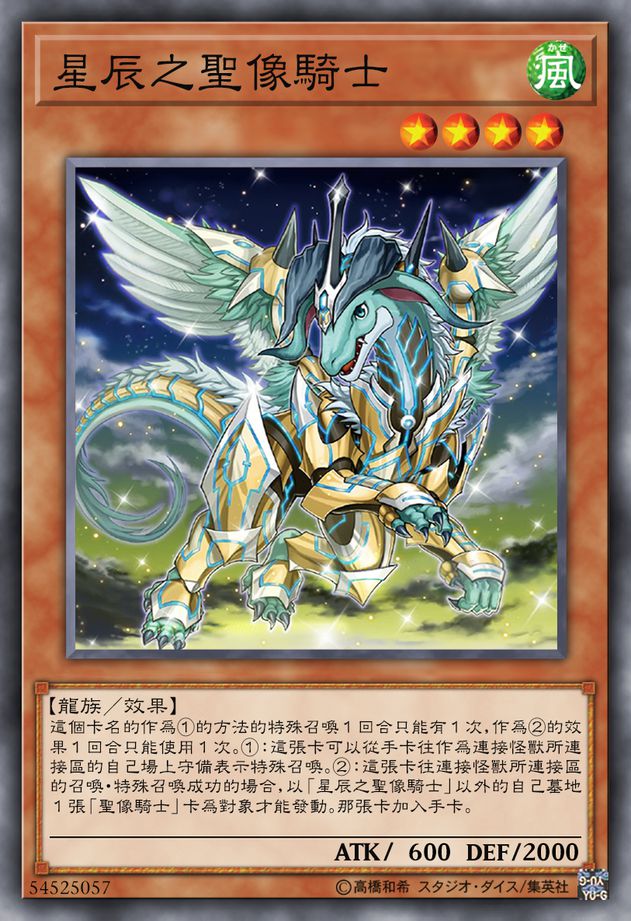 星辰之聖像騎士
かぜ
風
【龍族／效果】
這個卡名的作為①的方法的特殊召喚１回合只能有１次，作為②的效
果１回合只能使用１次。①：這張卡可以從手卡往作為連接怪獸所連
接區的自己場上守備表示特殊召喚。②：這張卡往連接怪獸所連接區
的召喚·特殊召喚成功的場合，以「星辰之聖像騎士」以外的自己墓地
１張「聖像騎士」卡為對象才能發動。那張卡加入手卡。
ATK/ 600 DEF/2000
54525057
©高橋和希 スタジオ・ダイス/集英社
YU-G
YU-G